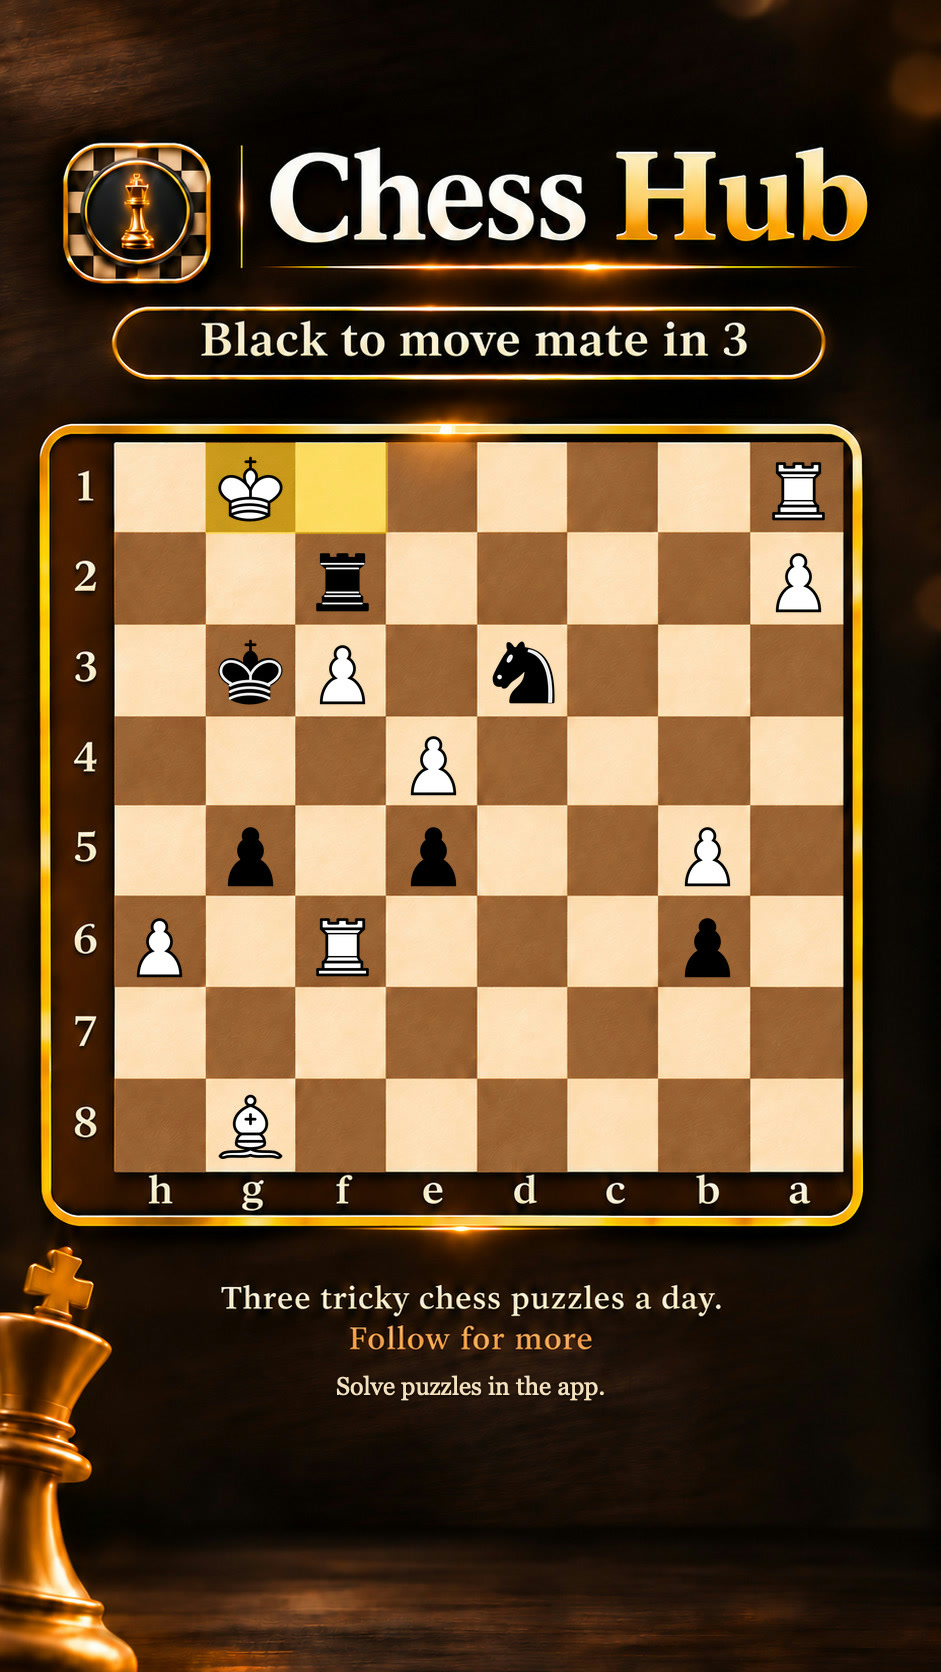 Chess Hub
Black to move mate in 3
1
2
3
4
5
6
7
8
h g f e d c b a
Three tricky chess puzzles a day.
Follow for more
Solve puzzles in the app.